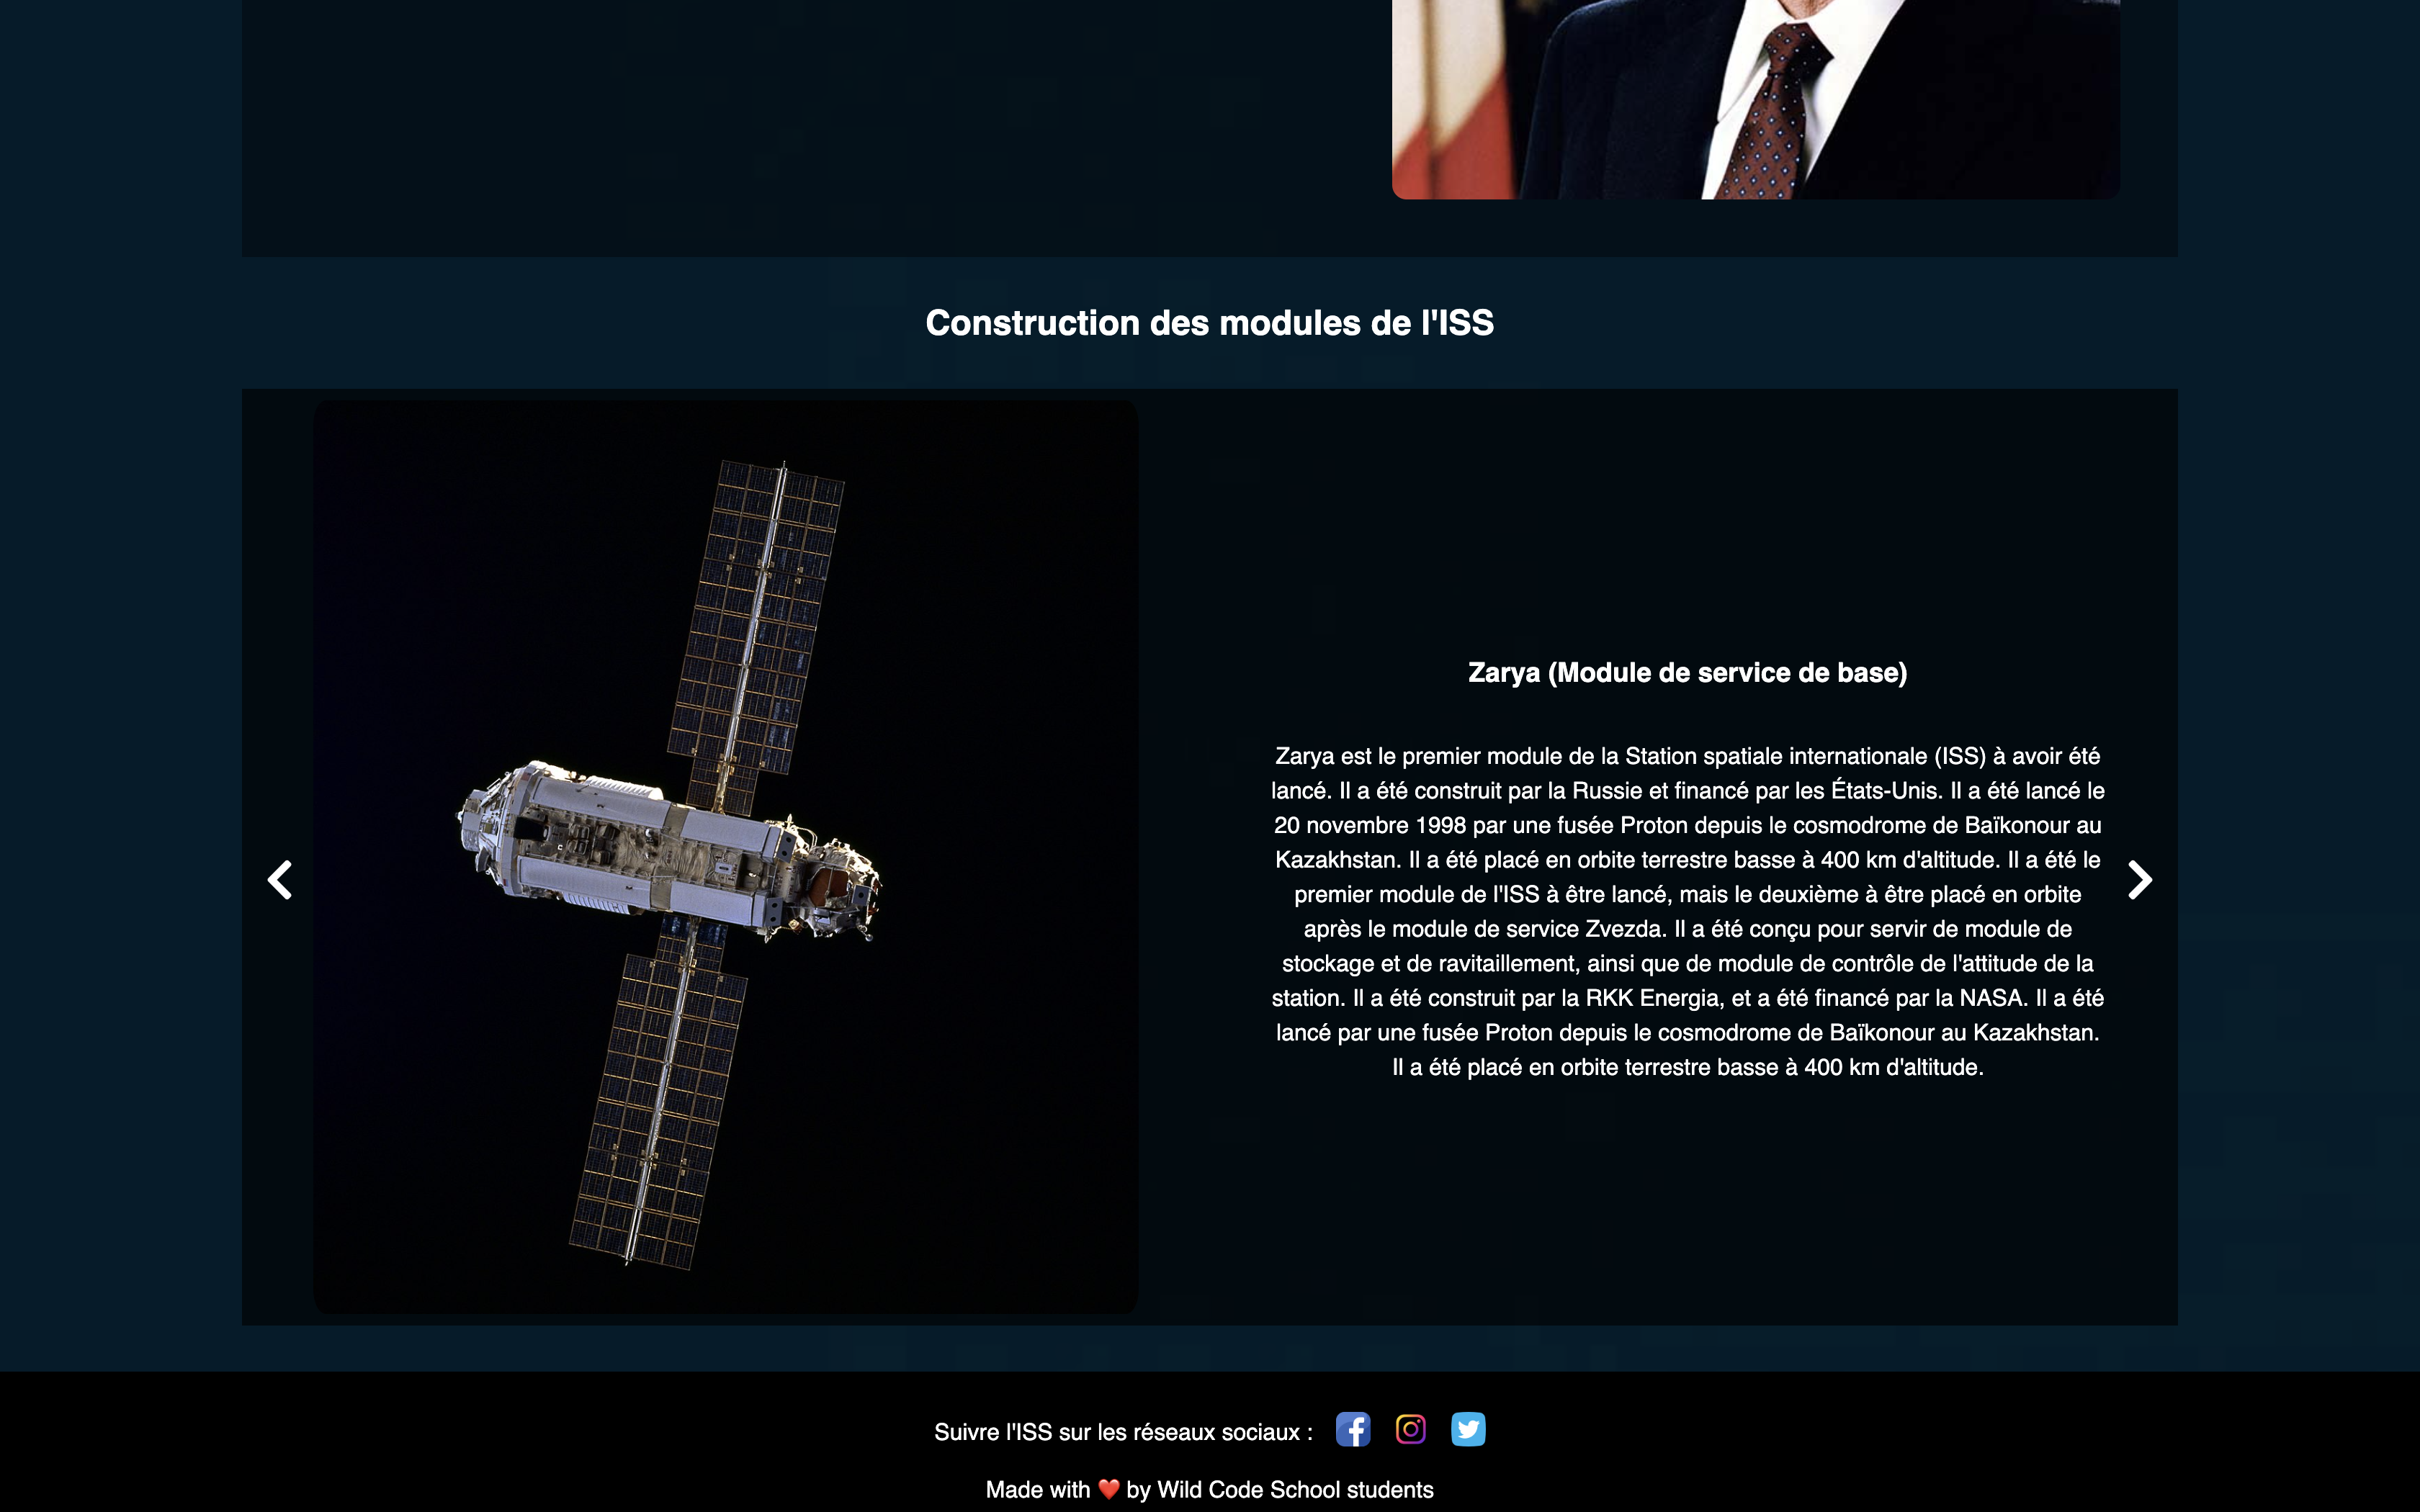 Construction des modules de l'ISS
Zarya (Module de service de base)
Zarya est le premier module de la Station spatiale internationale (ISS) à avoir été
lancé. Il a été construit par la Russie et financé par les États-Unis. Il a été lancé le
20 novembre 1998 par une fusée Proton depuis le cosmodrome de Baïkonour au
Kazakhstan. Il a été placé en orbite terrestre basse à 400 km d'altitude. Il a été le
premier module de l'ISS à être lancé, mais le deuxième à être placé en orbite
après le module de service Zvezda. Il a été conçu pour servir de module de
stockage et de ravitaillement, ainsi que de module de contrôle de l'attitude de la
station. Il a été construit par la RKK Energia, et a été financé par la NASA. Il a été
lancé par une fusée Proton depuis le cosmodrome de Baïkonour au Kazakhstan.
Il a été placé en orbite terrestre basse à 400 km d'altitude.
Suivre l'ISS sur les réseaux sociaux :
Made with ❤️ by Wild Code School students